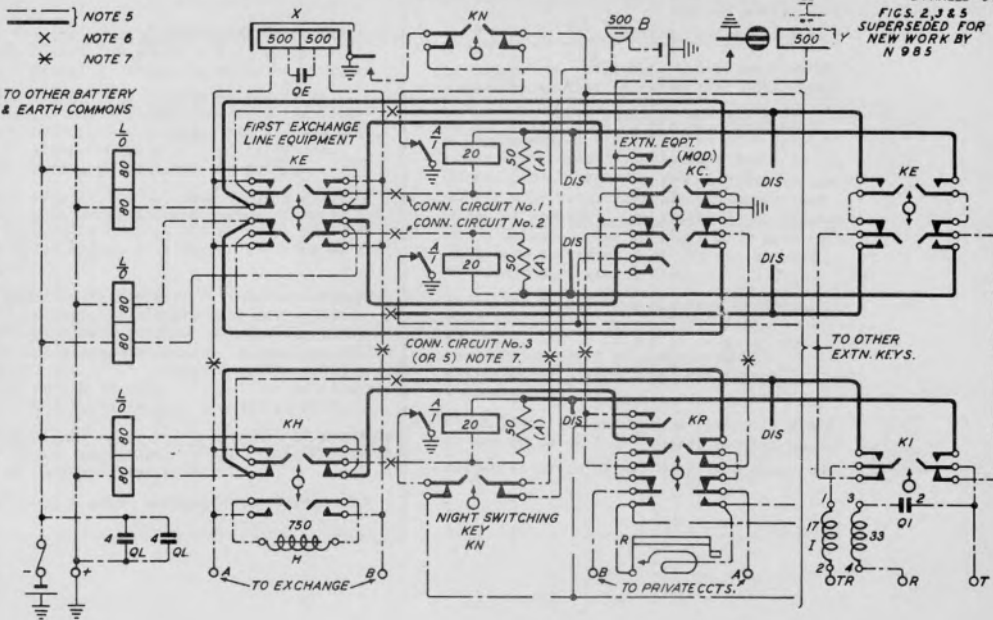 NOTE 5
NOTE 6
NOTE 7
TO OTHER BATTERY
& EARTH COMMONS
X
500 500
QE
KN
500 B
500 Y
FIGS. 2,3 & 5
SUPERSEDED FOR
NEW WORK BY
N 985
L
O
80
80
FIRST EXCHANGE
LINE EQUIPMENT
KE
A
1
20
50
(A)
DIS
EXTN. EQPT.
(MOD.)
KC.
DIS
KE
CONN. CIRCUIT No. 1
CONN. CIRCUIT No. 2
L
O
80
80
A
1
20
50
(A)
DIS
DIS
CONN. CIRCUIT No. 3
(OR 5) NOTE 7.
TO OTHER
EXTN. KEYS.
L
O
80
80
KH
A
1
20
50
(A)
DIS
KR
DIS
KI
NIGHT SWITCHING
KEY
KN
750
H
R
4 QL
4 QL
- +
A TO EXCHANGE B
B TO PRIVATE CCTS. A
1 3 2
17 33 QI
I
2 4
TR R T